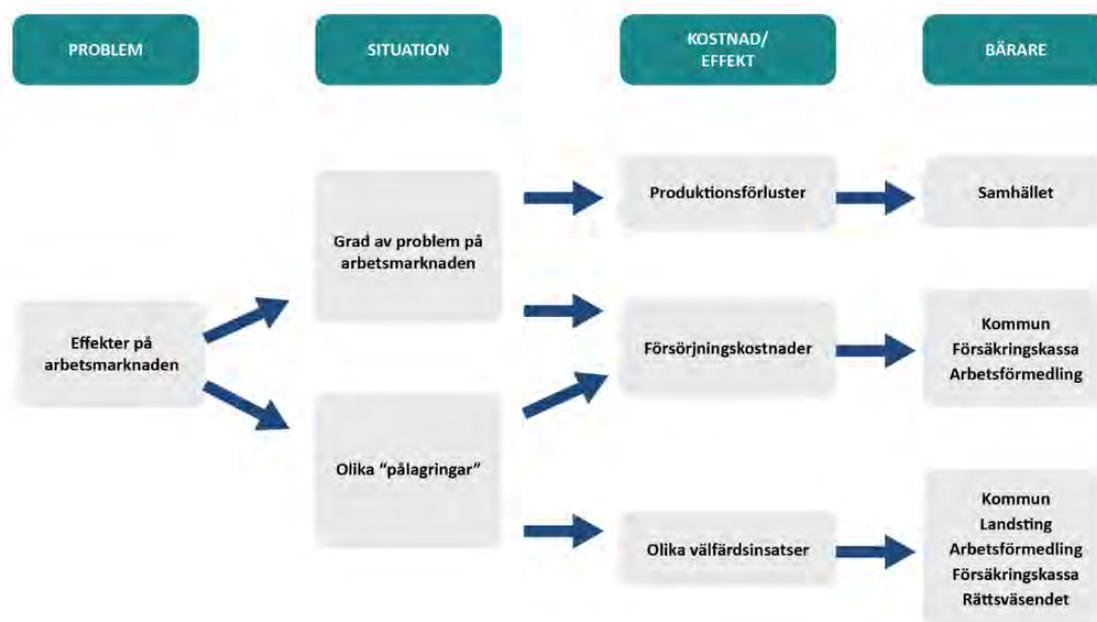 PROBLEM
SITUATION
KOSTNAD/
EFFEKT
BÄRARE
Effekter på
arbetsmarknaden
Grad av problem på
arbetsmarknaden
Olika “pålagringar”
Produktionsförluster
Försörjningskostnader
Olika välfärdsinsatser
Samhället
Kommun
Försäkringskassa
Arbetsförmedling
Kommun
Landsting
Arbetsförmedling
Försäkringskassa
Rättsväsendet